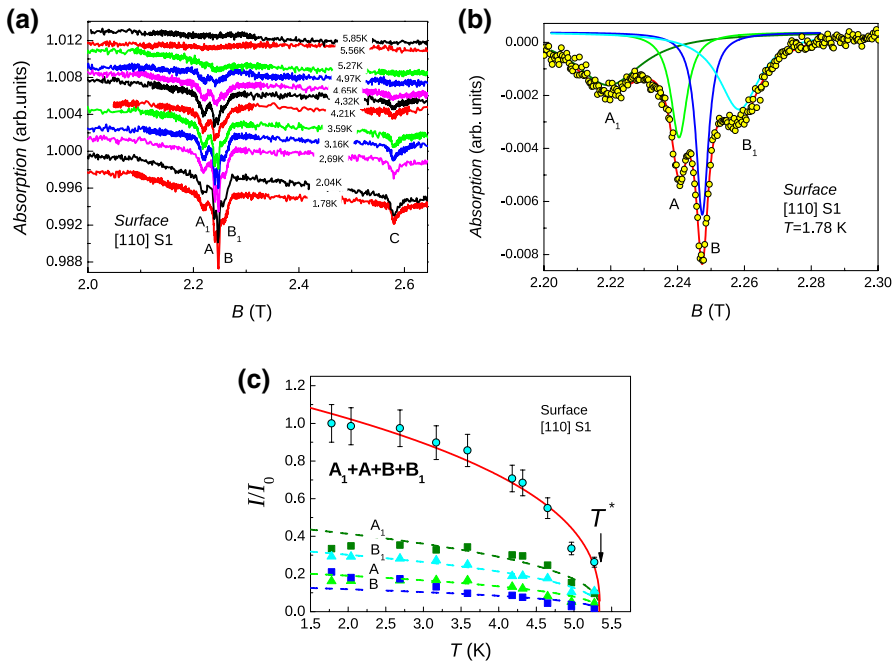 (a)
1.012
1.008
1.004
1.000
0.996
0.992
0.988
Absorption (arb.units)
5.85K
5.56K
5.27K
4.97K
4.65K
4.32K
4.21K
3.59K
3.16K
2,69K
2.04K
1.78K
Surface
[110] S1
A1
A
B
B1
C
2.0
2.2
2.4
2.6
B (T)
(b)
0.000
-0.002
-0.004
-0.006
-0.008
Absorption (arb. units)
A1
A
B
B1
Surface
[110] S1
T=1.78 K
2.20
2.22
2.24
2.26
2.28
2.30
B (T)
(c)
1.2
1.0
0.8
0.6
0.4
0.2
0.0
I/I0
Surface
[110] S1
A1+A+B+B1
T*
A1
B1
A
B
1.5
2.0
2.5
3.0
3.5
4.0
4.5
5.0
5.5
T (K)